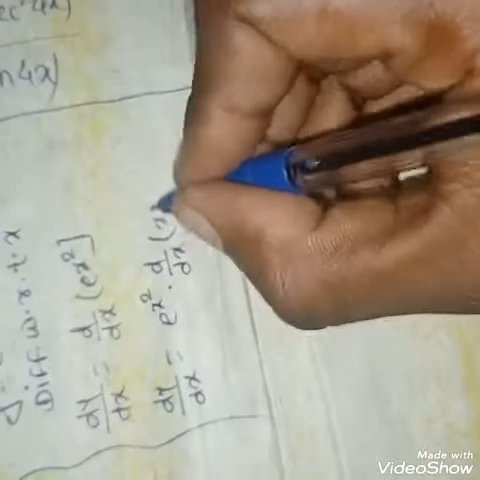 n4x)
Diff w.r.t.x
dy/dx = d/dx (e^x²)
dy/dx = e^x² . d/dx (x
Made with
VideoShow